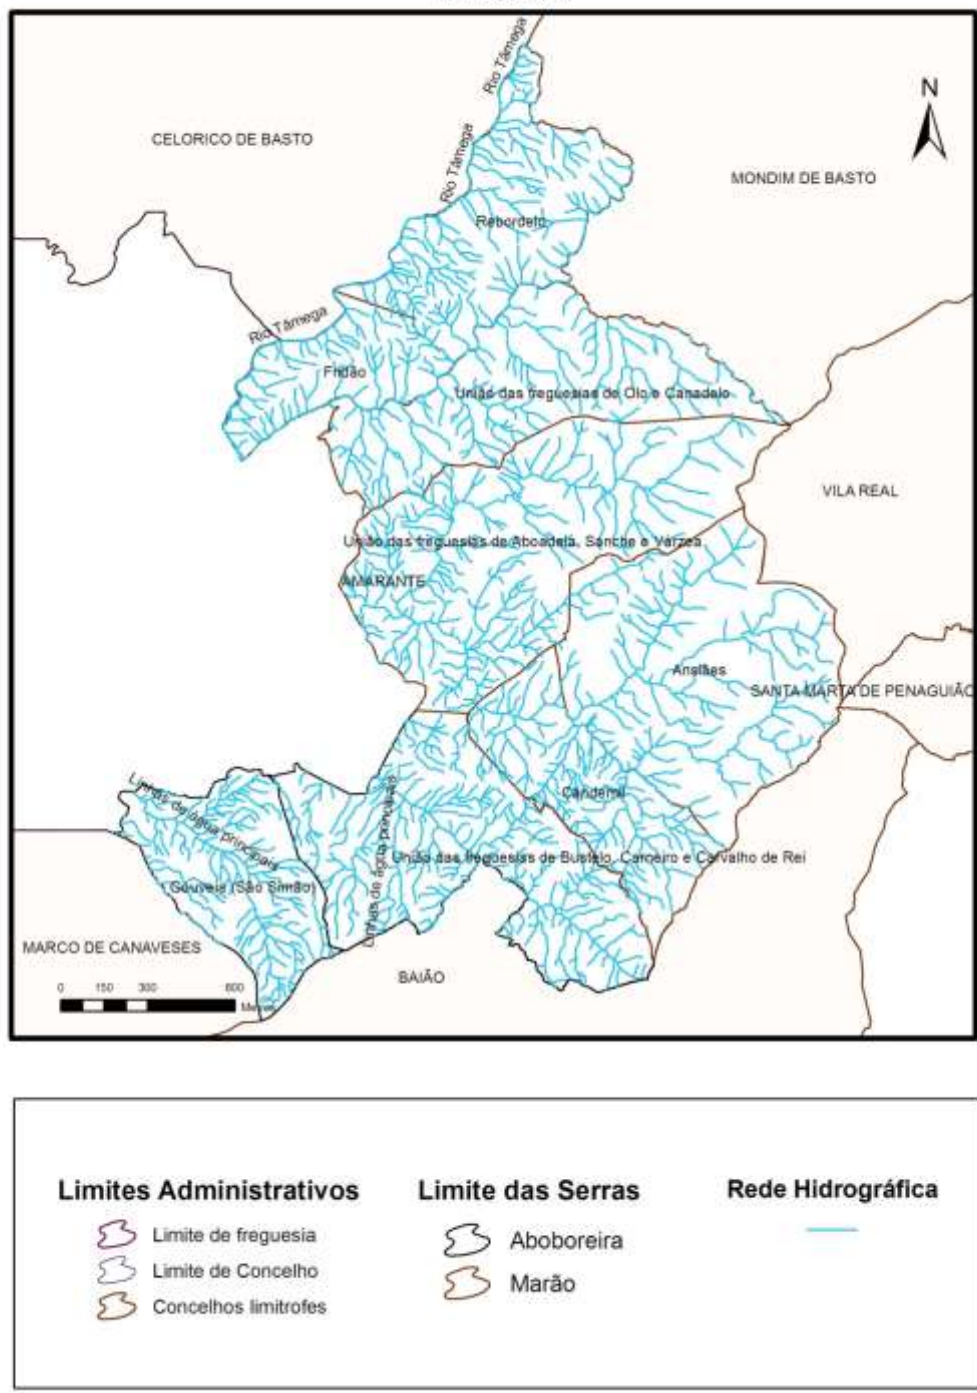 Rio Tâmega
CELORICO DE BASTO
N
Rio Tâmega
MONDIM DE BASTO
Rebordelo
Rio Tâmega
Fridão
União das freguesias de Olo e Canadelo
VILA REAL
União das freguesias de Aboadela, Sanche e Várzea
AMARANTE
Ansiães
SANTA MARTA DE PENAGUIÃO
Linhas de água principais
Candemil
Linhas de água principais
União das freguesias de Bustelo, Carneiro e Carvalho de Rei
Gouveia (São Simão)
MARCO DE CANAVESES
BAIÃO
0 150 300 600
Limites Administrativos
Limite de freguesia
Limite de Concelho
Concelhos limitrofes
Limite das Serras
Aboboreira
Marão
Rede Hidrográfica